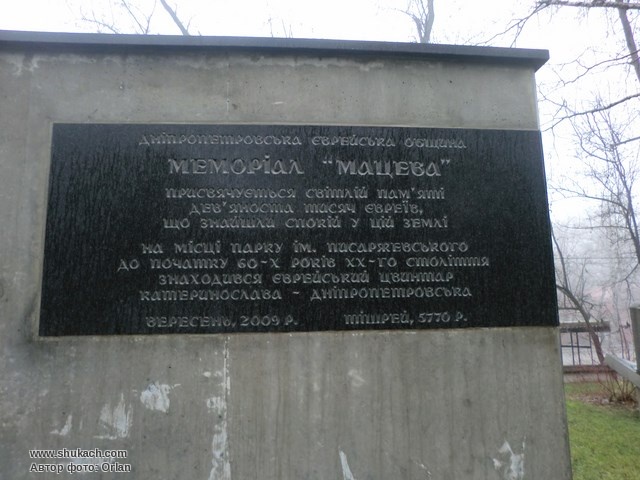 ДНІПРОПЕТРОВСЬКА ЄВРЕЙСЬКА ОБЩИНА
МЕМОРІАЛ "МАЦЕВА"
ПРИСВЯЧУЄТЬСЯ СВІТЛІЙ ПАМ'ЯТІ
ДЕВ'ЯНОСТА ТИСЯЧ ЄВРЕЇВ,
ЩО ЗНАЙШЛИ СПОКІЙ У ЦІЙ ЗЕМЛІ
НА МІСЦІ ПАРКУ ІМ. ПИСАРЖЕВСЬКОГО
ДО ПОЧАТКУ 60-Х РОКІВ ХХ-ГО СТОЛІТТЯ
ЗНАХОДИВСЯ ЄВРЕЙСЬКИЙ ЦВИНТАР
КАТЕРИНОСЛАВА - ДНІПРОПЕТРОВСЬКА
ВЕРЕСЕНЬ, 2009 Р. ТІШРЕЙ, 5770 Р.
www.shukach.com
Автор фото: Orlan